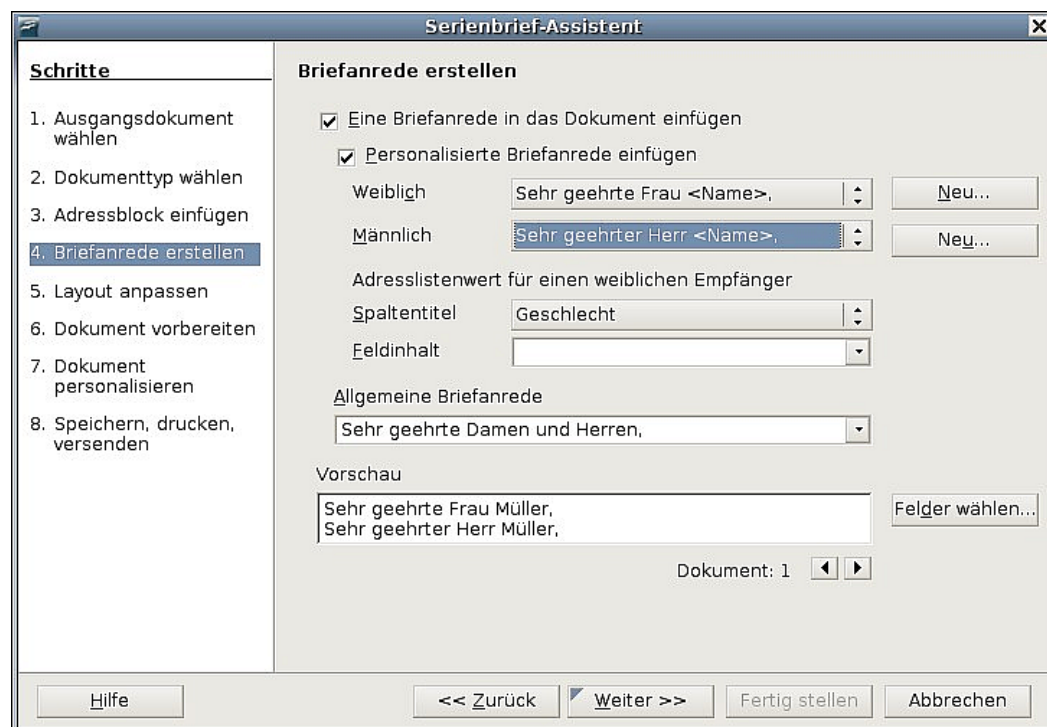 Serienbrief-Assistent
Schritte
1. Ausgangsdokument
wählen
2. Dokumenttyp wählen
3. Adressblock einfügen
4. Briefanrede erstellen
5. Layout anpassen
6. Dokument vorbereiten
7. Dokument
personalisieren
8. Speichern, drucken,
versenden
Briefanrede erstellen
Eine Briefanrede in das Dokument einfügen
Personalisierte Briefanrede einfügen
Weiblich Sehr geehrte Frau <Name>, Neu...
Männlich Sehr geehrter Herr <Name>, Neu...
Adresslistenwert für einen weiblichen Empfänger
Spaltentitel Geschlecht
Feldinhalt
Allgemeine Briefanrede
Sehr geehrte Damen und Herren,
Vorschau
Sehr geehrte Frau Müller,
Sehr geehrter Herr Müller,
Felder wählen...
Dokument: 1
Hilfe << Zurück Weiter >> Fertig stellen Abbrechen